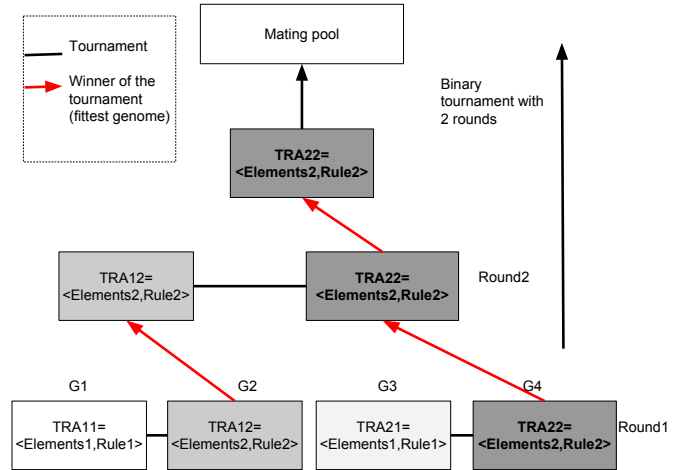 Tournament
Winner of the
tournament
(fittest genome)
Mating pool
Binary
tournament with
2 rounds
TRA22=
<Elements2,Rule2>
TRA12=
<Elements2,Rule2>
TRA22=
<Elements2,Rule2>
Round2
G1
G2
G3
G4
TRA11=
<Elements1,Rule1>
TRA12=
<Elements2,Rule2>
TRA21=
<Elements1,Rule1>
TRA22=
<Elements2,Rule2>
Round1